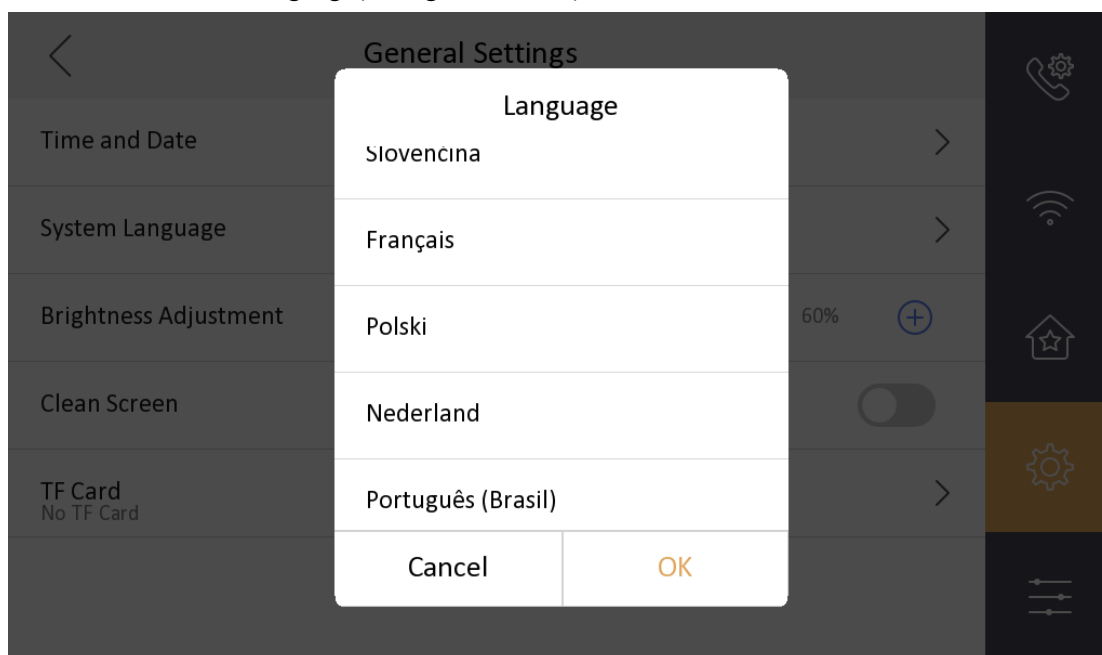 General Settings
Language
Time and Date
Slovenčina
System Language
Français
Brightness Adjustment
Polski
60%
Clean Screen
Nederland
TF Card
No TF Card
Português (Brasil)
Cancel
OK